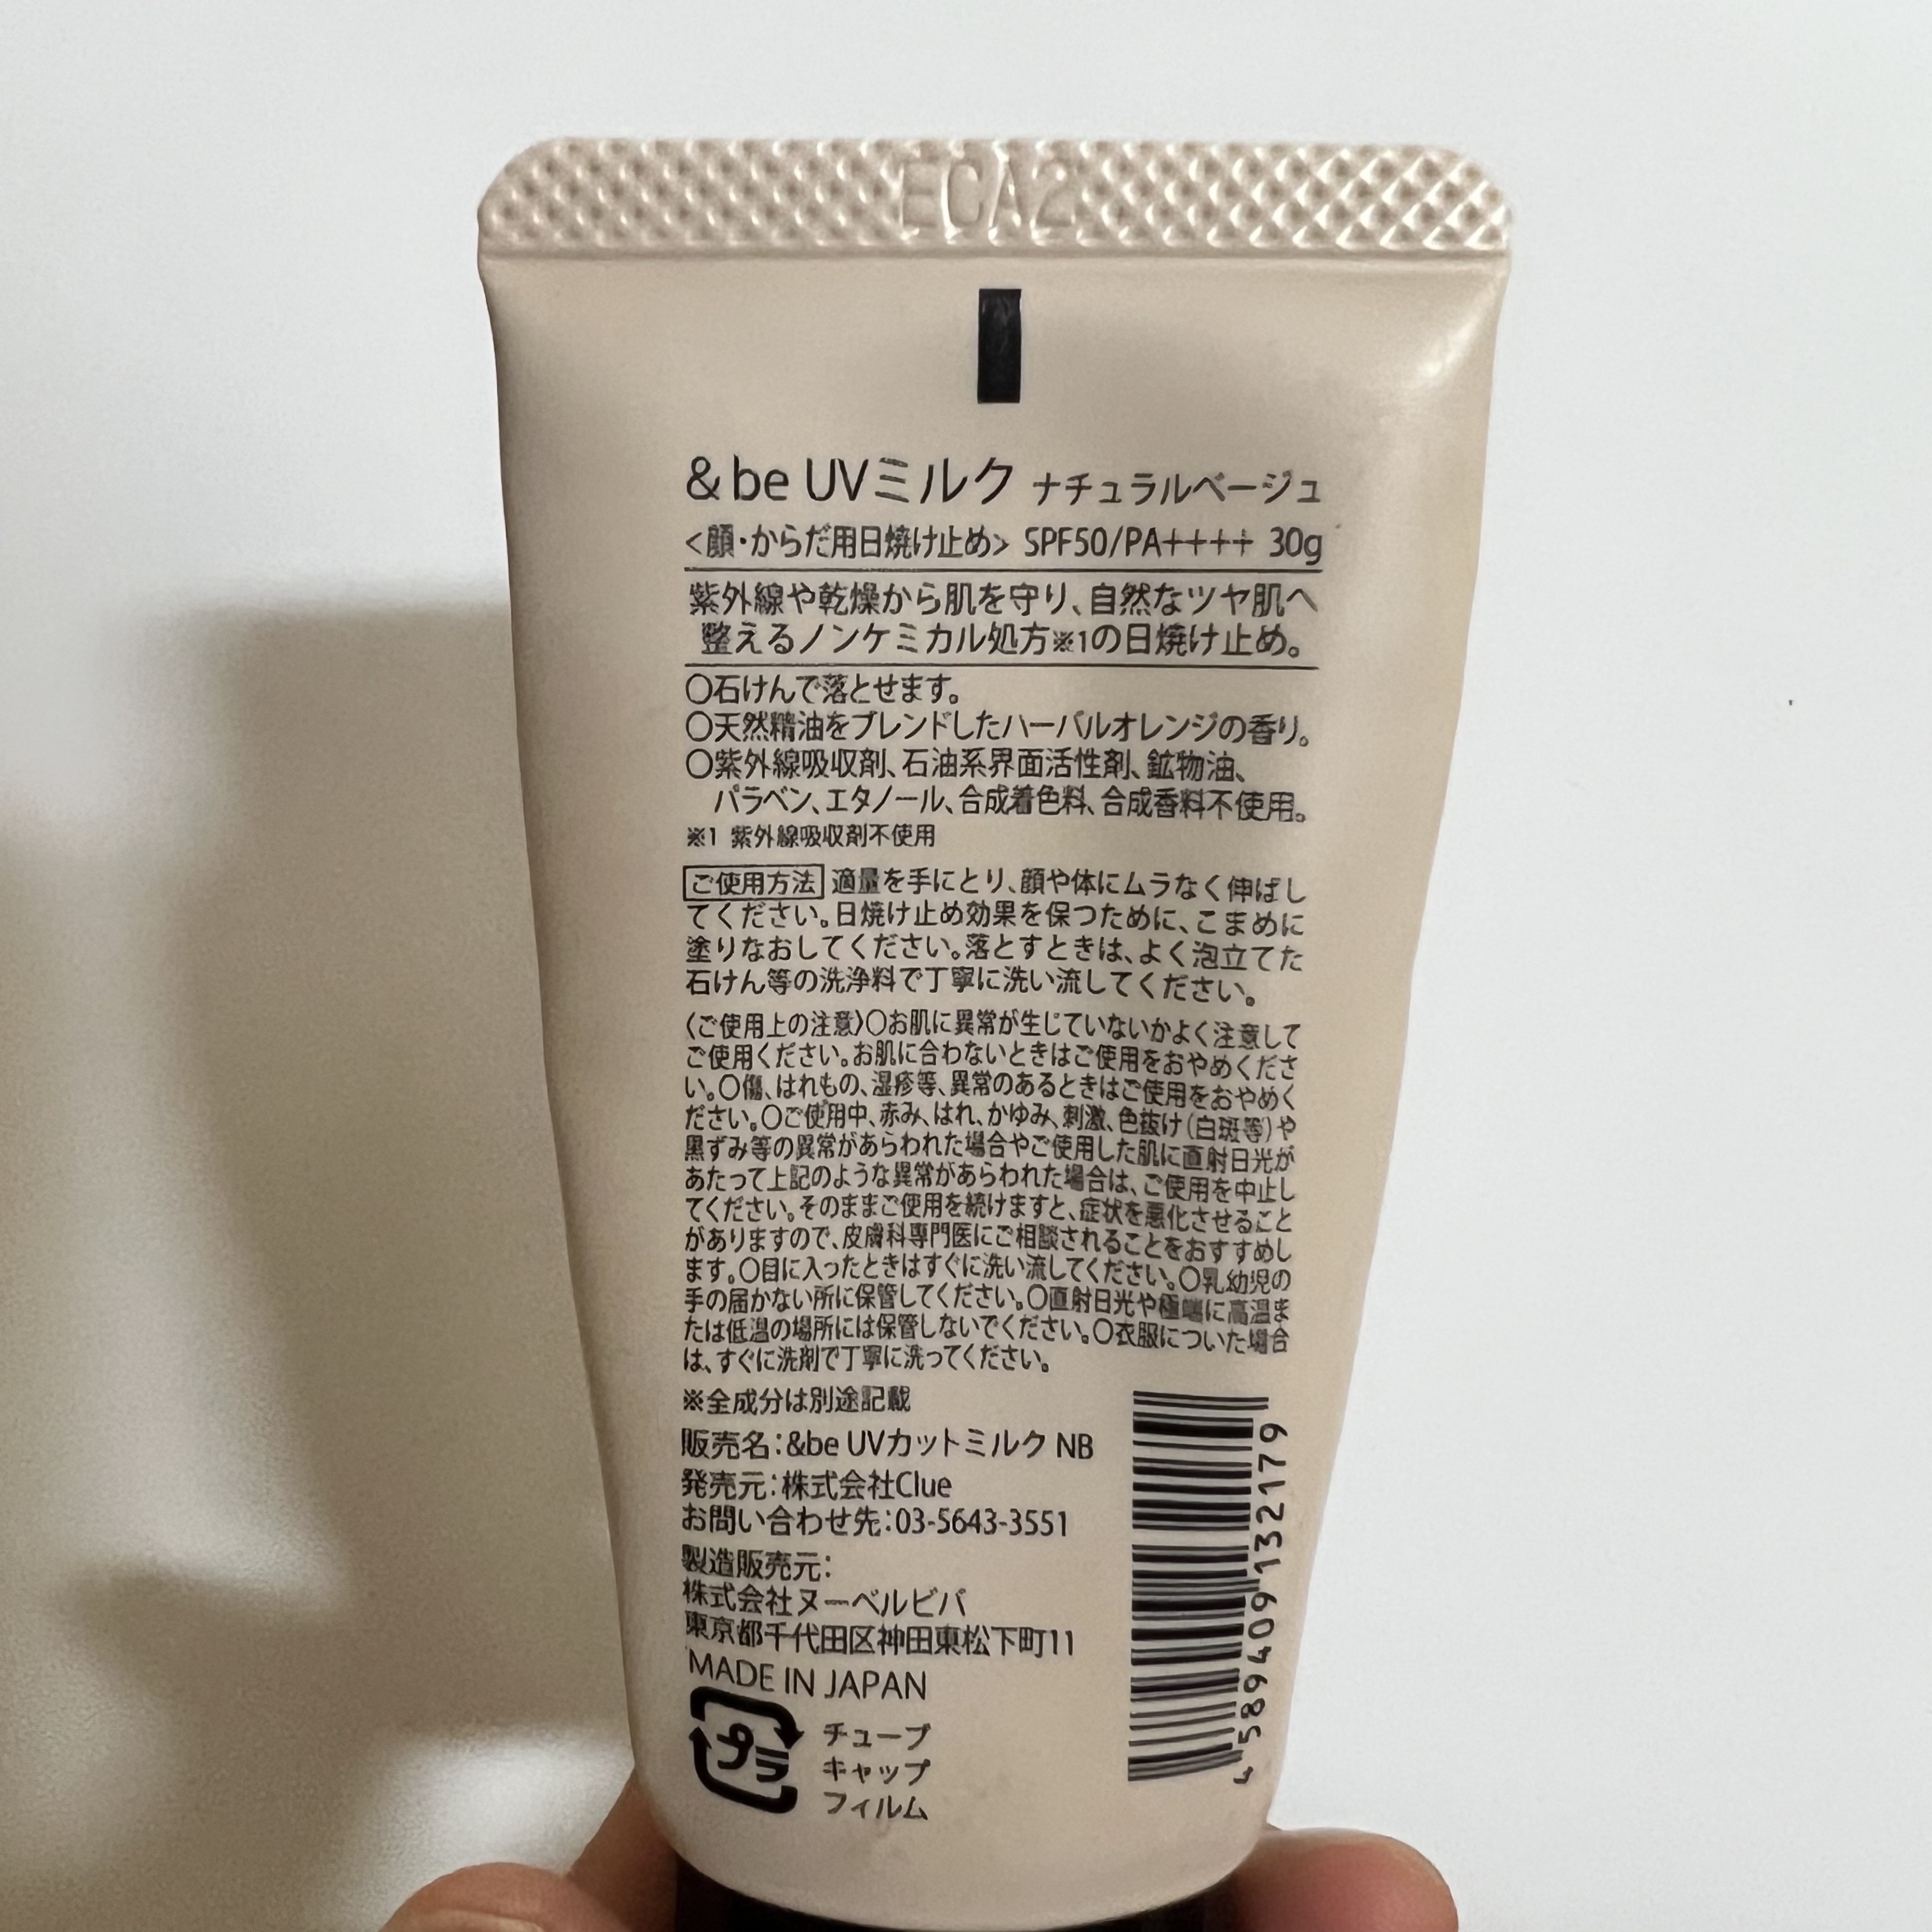 ECA2
&be UVミルク ナチュラルベージュ
<顔・からだ用日焼け止め> SPF50/PA++++ 30g
紫外線や乾燥から肌を守り、自然なツヤ肌へ
整えるノンケミカル処方※1の日焼け止め。
○石けんで落とせます。
○天然精油をブレンドしたハーバルオレンジの香り。
○紫外線吸収剤、石油系界面活性剤、鉱物油、
パラベン、エタノール、合成着色料、合成香料不使用。
※1 紫外線吸収剤不使用
ご使用方法 適量を手にとり、顔や体にムラなく伸ばし
てください。日焼け止め効果を保つために、こまめに
塗りなおしてください。落とすときは、よく泡立てた
石けん等の洗浄料で丁寧に洗い流してください。
〈ご使用上の注意〉○お肌に異常が生じていないかよく注意して
ご使用ください。お肌に合わないときはご使用をおやめくださ
い。○傷、はれもの、湿疹等、異常のあるときはご使用をおやめく
ださい。○ご使用中、赤み、はれ、かゆみ、刺激、色抜け(白斑等)や
黒ずみ等の異常があらわれた場合やご使用した肌に直射日光が
あたって上記のような異常があらわれた場合は、ご使用を中止し
てください。そのままご使用を続けますと、症状を悪化させること
がありますので、皮膚科専門医にご相談されることをおすすめし
ます。○目に入ったときはすぐに洗い流してください。○乳幼児の
手の届かない所に保管してください。○直射日光や極端に高温ま
たは低温の場所には保管しないでください。○衣服についた場合
は、すぐに洗剤で丁寧に洗ってください。
※全成分は別途記載
販売名:&be UVカットミルク NB
発売元:株式会社Clue
お問い合わせ先:03-5643-3551
製造販売元:
株式会社ヌーベルビバ
東京都千代田区神田東松下町11
MADE IN JAPAN
プラ
チューブ
キャップ
フィルム
4589409132179